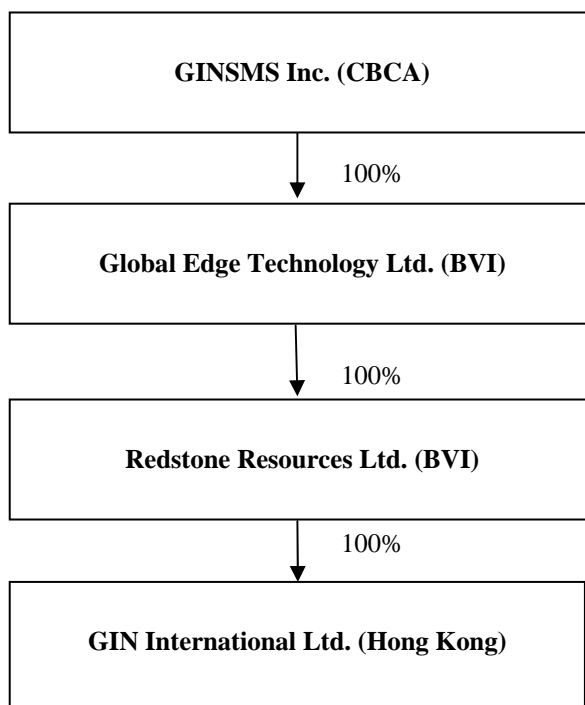 GINSMS Inc. (CBCA)
100%
Global Edge Technology Ltd. (BVI)
100%
Redstone Resources Ltd. (BVI)
100%
GIN International Ltd. (Hong Kong)